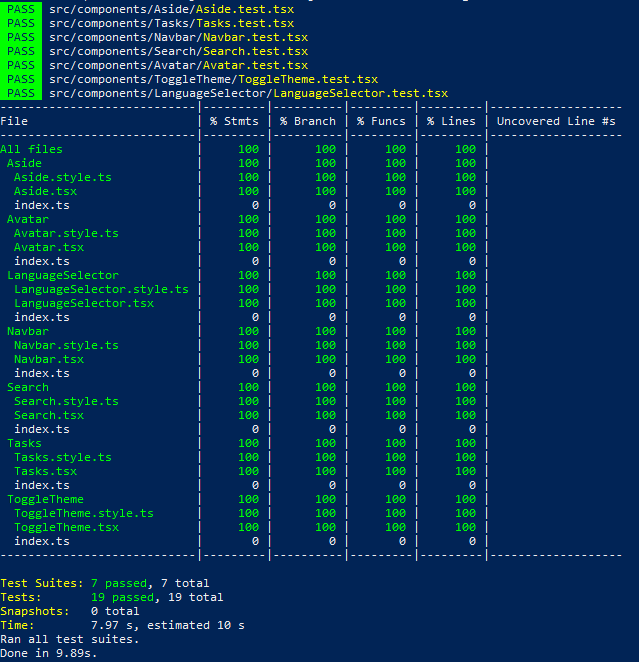 PASS src/components/Aside/Aside.test.tsx
PASS src/components/Tasks/Tasks.test.tsx
PASS src/components/Navbar/Navbar.test.tsx
PASS src/components/Search/Search.test.tsx
PASS src/components/Avatar/Avatar.test.tsx
PASS src/components/ToggleTheme/ToggleTheme.test.tsx
PASS src/components/LanguageSelector/LanguageSelector.test.tsx
----------------------------|---------|----------|---------|---------|-------------------
File | % Stmts | % Branch | % Funcs | % Lines | Uncovered Line #s
----------------------------|---------|----------|---------|---------|-------------------
All files | 100 | 100 | 100 | 100 |
Aside | 100 | 100 | 100 | 100 |
Aside.style.ts | 100 | 100 | 100 | 100 |
Aside.tsx | 100 | 100 | 100 | 100 |
index.ts | 0 | 0 | 0 | 0 |
Avatar | 100 | 100 | 100 | 100 |
Avatar.style.ts | 100 | 100 | 100 | 100 |
Avatar.tsx | 100 | 100 | 100 | 100 |
index.ts | 0 | 0 | 0 | 0 |
LanguageSelector | 100 | 100 | 100 | 100 |
LanguageSelector.style.ts | 100 | 100 | 100 | 100 |
LanguageSelector.tsx | 100 | 100 | 100 | 100 |
index.ts | 0 | 0 | 0 | 0 |
Navbar | 100 | 100 | 100 | 100 |
Navbar.style.ts | 100 | 100 | 100 | 100 |
Navbar.tsx | 100 | 100 | 100 | 100 |
index.ts | 0 | 0 | 0 | 0 |
Search | 100 | 100 | 100 | 100 |
Search.style.ts | 100 | 100 | 100 | 100 |
Search.tsx | 100 | 100 | 100 | 100 |
index.ts | 0 | 0 | 0 | 0 |
Tasks | 100 | 100 | 100 | 100 |
Tasks.style.ts | 100 | 100 | 100 | 100 |
Tasks.tsx | 100 | 100 | 100 | 100 |
index.ts | 0 | 0 | 0 | 0 |
ToggleTheme | 100 | 100 | 100 | 100 |
ToggleTheme.style.ts | 100 | 100 | 100 | 100 |
ToggleTheme.tsx | 100 | 100 | 100 | 100 |
index.ts | 0 | 0 | 0 | 0 |
----------------------------|---------|----------|---------|---------|-------------------
Test Suites: 7 passed, 7 total
Tests: 19 passed, 19 total
Snapshots: 0 total
Time: 7.97 s, estimated 10 s
Ran all test suites.
Done in 9.89s.